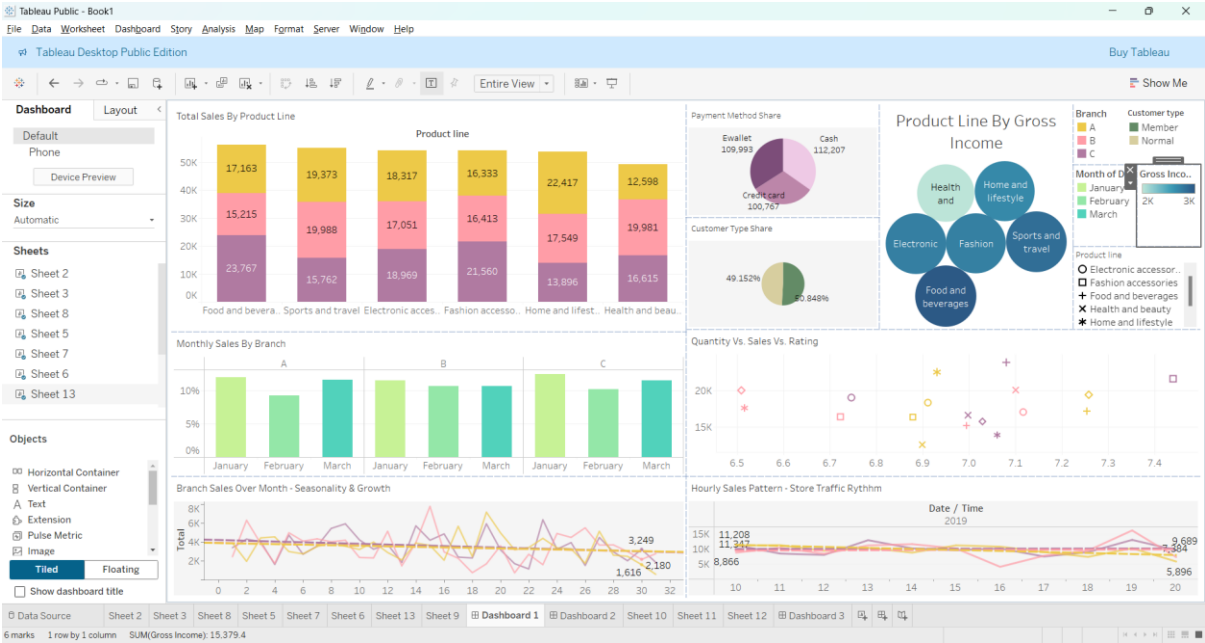 Tableau Public - Book1
File Data Worksheet Dashboard Story Analysis Map Format Server Window Help
Tableau Desktop Public Edition
Buy Tableau
Entire View
Show Me
Dashboard
Layout
Default
Phone
Device Preview
Size
Automatic
Sheets
Sheet 2
Sheet 3
Sheet 8
Sheet 5
Sheet 7
Sheet 6
Sheet 13
Objects
Horizontal Container
Vertical Container
Text
Extension
Pulse Metric
Image
Tiled
Floating
Show dashboard title
Total Sales By Product Line
Product line
50K
40K
30K
20K
10K
0K
17,163
19,373
18,317
16,333
22,417
12,598
15,215
19,988
17,051
16,413
17,549
19,981
23,767
15,762
18,969
21,560
13,896
16,615
Food and bevera..
Sports and travel
Electronic acces..
Fashion accesso..
Home and lifest..
Health and beau..
Payment Method Share
Ewallet
109,993
Cash
112,207
Credit card
100,767
Customer Type Share
49.152%
50.848%
Product Line By Gross
Income
Health
and
Home and
lifestyle
Electronic
Fashion
Sports and
travel
Food and
beverages
Branch
A
B
C
Customer type
Member
Normal
Month of D
January
February
March
Gross Inco...
2K 3K
Product line
Electronic accessor..
Fashion accessories
Food and beverages
Health and beauty
Home and lifestyle
Monthly Sales By Branch
A B C
10%
5%
0%
January February March January February March January February March
Quantity Vs. Sales Vs. Rating
20K
15K
6.5 6.6 6.7 6.8 6.9 7.0 7.1 7.2 7.3 7.4
Branch Sales Over Month - Seasonality & Growth
Total
8K
6K
4K
2K
3,249
2,180
1,616
0 2 4 6 8 10 12 14 16 18 20 22 24 26 28 30 32
Hourly Sales Pattern - Store Traffic Rythhm
Date / Time
2019
15K
10K
5K
11,208
11,347
8,866
9,689
5,896
10 11 12 13 14 15 16 17 18 19 20
Data Source Sheet 2 Sheet 3 Sheet 8 Sheet 5 Sheet 7 Sheet 6 Sheet 13 Sheet 9 Dashboard 1 Dashboard 2 Sheet 10 Sheet 11 Sheet 12 Dashboard 3
6 marks 1 row by 1 column SUM(Gross Income): 15,379.4